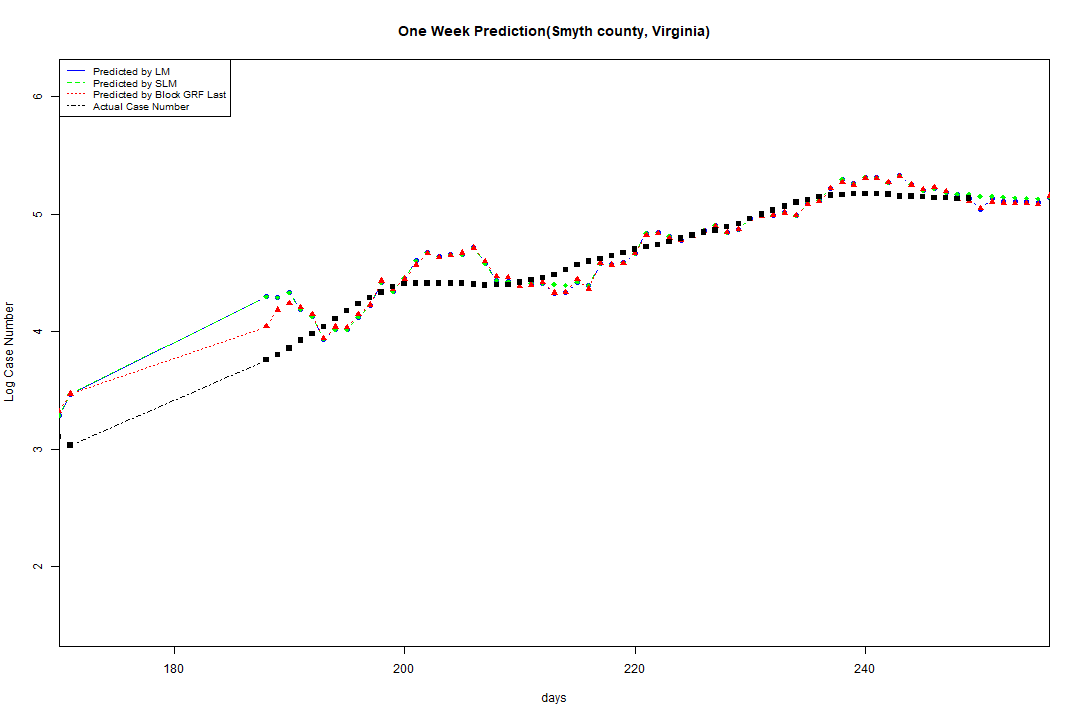 One Week Prediction(Smyth county, Virginia)
Predicted by LM
Predicted by SLM
Predicted by Block GRF Last
Actual Case Number
6
5
4
3
2
Log Case Number
180
200
220
240
days